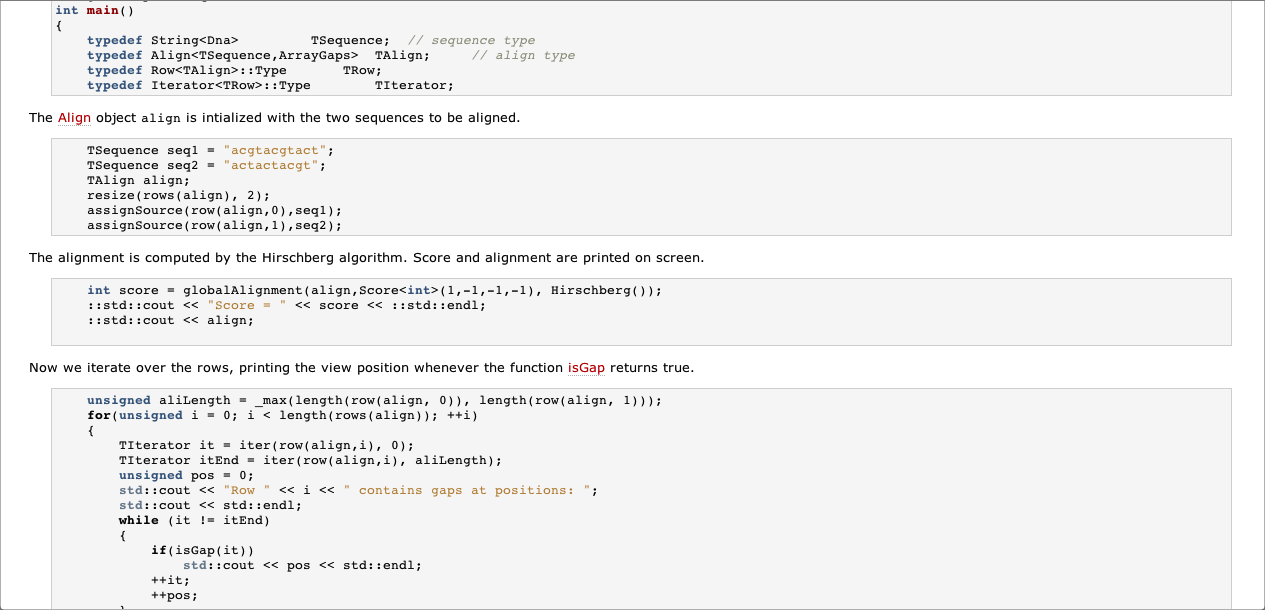 int main()
{
    typedef String<Dna>         TSequence;  // sequence type
    typedef Align<TSequence,ArrayGaps>  TAlign;     // align type
    typedef Row<TAlign>::Type       TRow;
    typedef Iterator<TRow>::Type        TIterator;
The Align object align is intialized with the two sequences to be aligned.
    TSequence seq1 = "acgtacgtact";
    TSequence seq2 = "actactacgt";
    TAlign align;
    resize(rows(align), 2);
    assignSource(row(align,0),seq1);
    assignSource(row(align,1),seq2);
The alignment is computed by the Hirschberg algorithm. Score and alignment are printed on screen.
    int score = globalAlignment(align,Score<int>(1,-1,-1,-1), Hirschberg());
    ::std::cout << "Score = " << score << ::std::endl;
    ::std::cout << align;
Now we iterate over the rows, printing the view position whenever the function isGap returns true.
    unsigned aliLength = _max(length(row(align, 0)), length(row(align, 1)));
    for(unsigned i = 0; i < length(rows(align)); ++i)
    {
        TIterator it = iter(row(align,i), 0);
        TIterator itEnd = iter(row(align,i), aliLength);
        unsigned pos = 0;
        std::cout << "Row " << i << " contains gaps at positions: ";
        std::cout << std::endl;
        while (it != itEnd)
        {
            if(isGap(it))
                std::cout << pos << std::endl;
            ++it;
            ++pos;